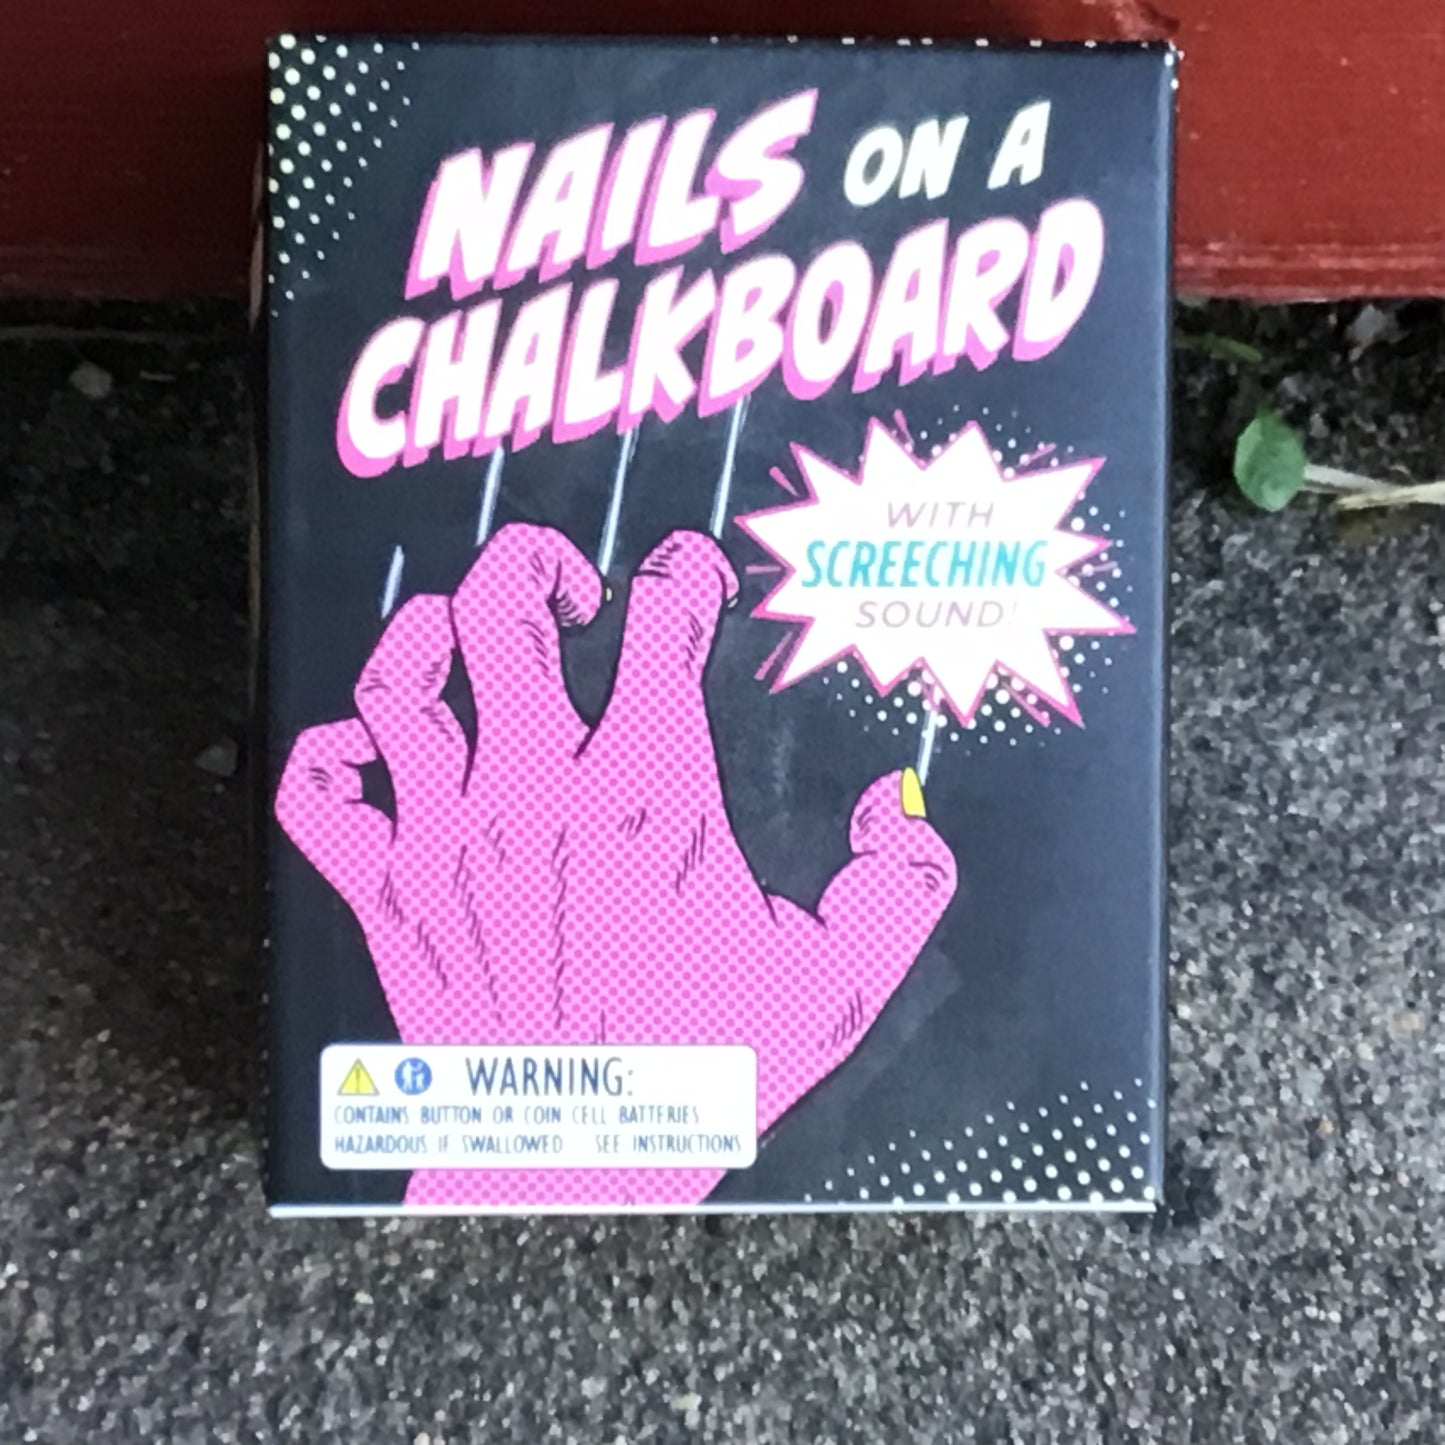 NAILS ON A
CHALKBOARD
WITH
SCREECHING
SOUND!
WARNING:
CONTAINS BUTTON OR COIN CELL BATTERIES
HAZARDOUS IF SWALLOWED SEE INSTRUCTIONS